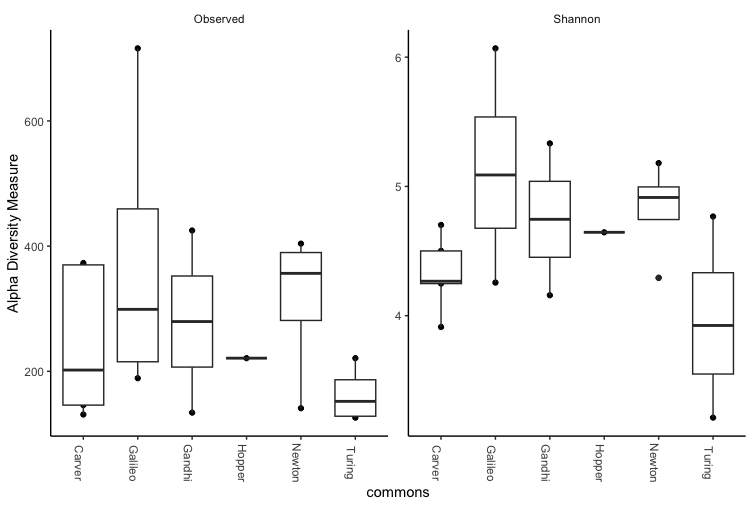 Observed
Shannon
Alpha Diversity Measure
600
400
200
6
5
4
Carver
Galileo
Gandhi
Hopper
Newton
Turing
Carver
Galileo
Gandhi
Hopper
Newton
Turing
commons